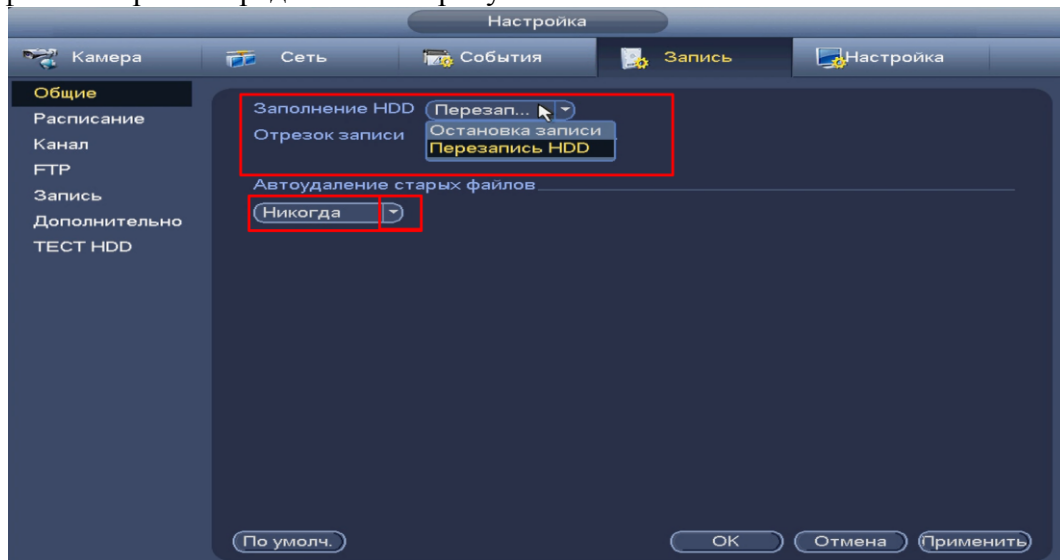 Настройка
Камера Сеть События Запись Настройка
Общие
Расписание
Канал
FTP
Запись
Дополнительно
ТЕСТ HDD
Заполнение HDD Перезап...
Отрезок записи Остановка записи
Перезапись HDD
Автоудаление старых файлов
Никогда
По умолч. OK Отмена Применить